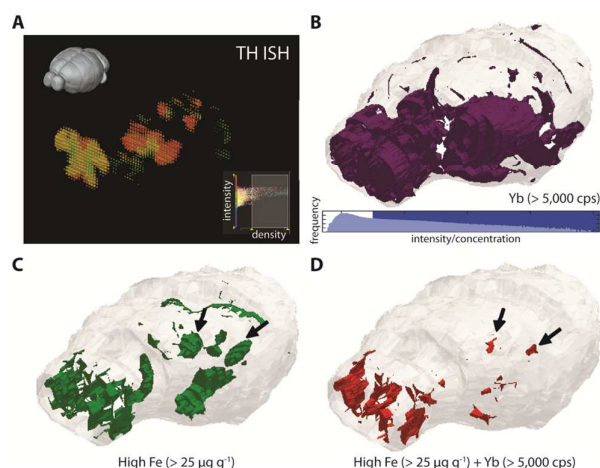 A
TH ISH
intensity
density
B
Yb (> 5,000 cps)
frequency
intensity/concentration
C
High Fe (> 25 µg g⁻¹)
D
High Fe (> 25 µg g⁻¹) + Yb (> 5,000 cps)